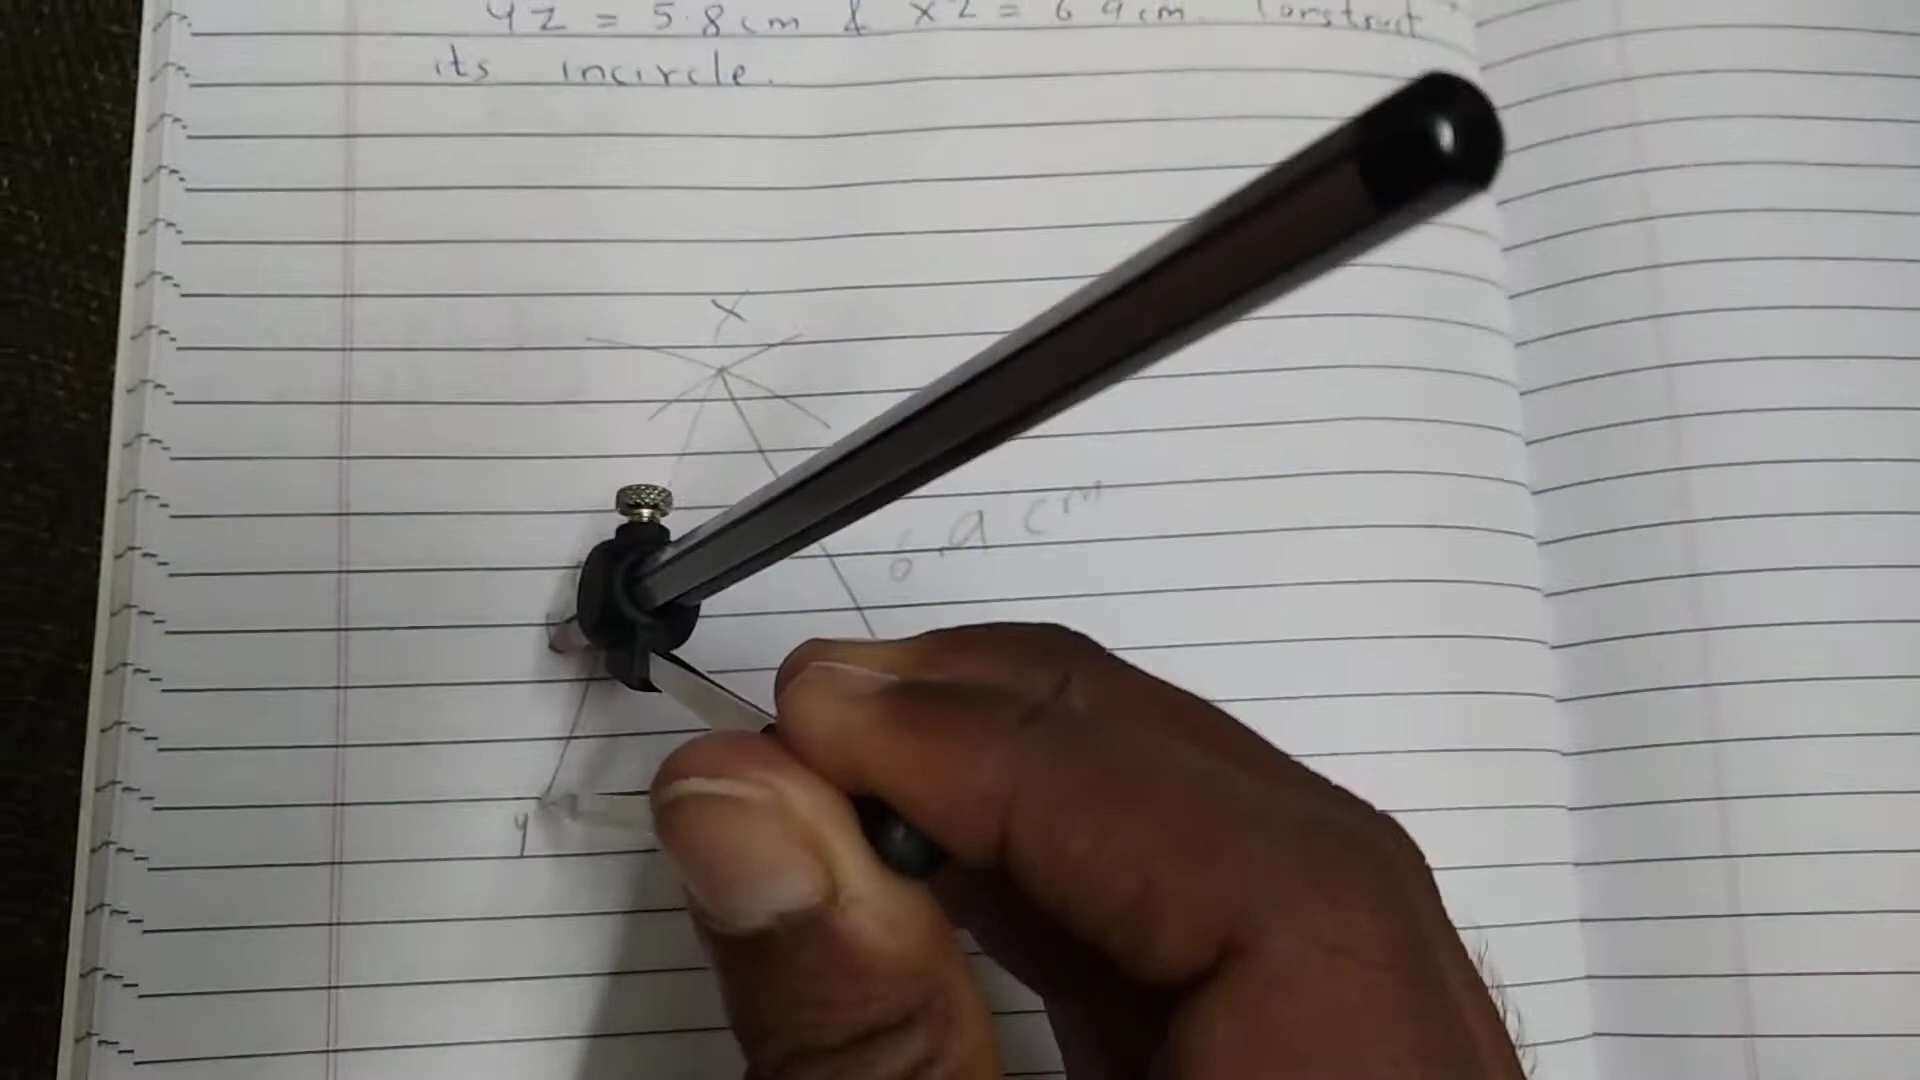 YZ = 5.8 cm & XZ = 6.9 cm. Construct
its incircle.
X
6.9 cm
Y